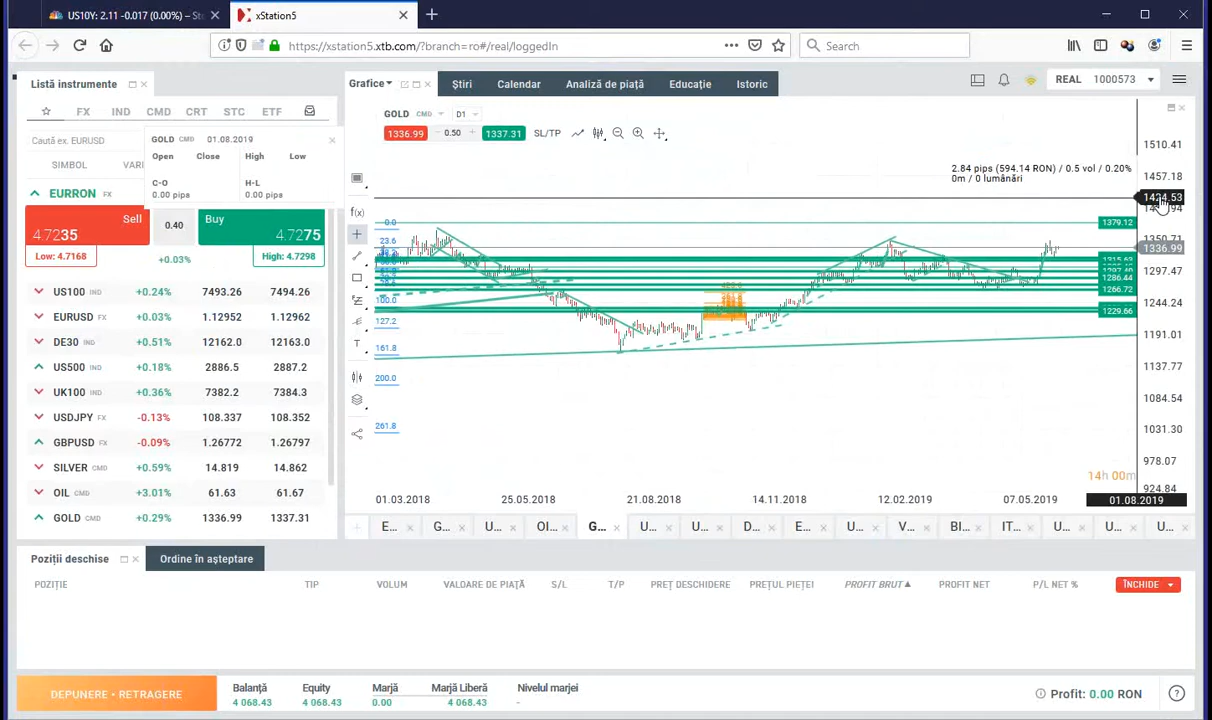 US10Y: 2.11 -0.017 (0.00%) – St
xStation5
https://xstation5.xtb.com/?branch=ro#/real/loggedIn
Search
Listă instrumente
Grafice
Știri
Calendar
Analiză de piață
Educație
Istoric
REAL 1000573
FX IND CMD CRT STC ETF
Caută ex. EURUSD
SIMBOL
GOLD CMD 01.08.2019
Open Close High Low
C-O H-L
0.00 pips 0.00 pips
EURRON FX
Sell
4.7235
0.40
Buy
4.7275
Low: 4.7168
+0.03%
High: 4.7298
US100 IND +0.24% 7493.26 7494.26
EURUSD FX +0.03% 1.12952 1.12962
DE30 IND +0.51% 12162.0 12163.0
US500 IND +0.18% 2886.5 2887.2
UK100 IND +0.36% 7382.2 7384.3
USDJPY FX -0.13% 108.337 108.352
GBPUSD FX -0.09% 1.26772 1.26797
SILVER CMD +0.59% 14.819 14.862
OIL CMD +3.01% 61.63 61.67
GOLD CMD +0.29% 1336.99 1337.31
GOLD CMD D1
1336.99 0.50 1337.31 SL/TP
f(x)
T
2.84 pips (594.14 RON) / 0.5 vol / 0.20%
0m / 0 lumânări
0.0
23.6
100.0
127.2
161.8
200.0
261.8
1510.41
1457.18
1379.12
1350.71
1336.99
1297.47
1286.44
1266.72
1244.24
1229.66
1191.01
1137.77
1084.54
1031.30
978.07
924.84
14h 00m
01.03.2018 25.05.2018 21.08.2018 14.11.2018 12.02.2019 07.05.2019 01.08.2019
E... G... U... OI... G... U... U... D... E... U... V... BI... IT... U... U... U...
Poziții deschise
Ordine în așteptare
POZIȚIE TIP VOLUM VALOARE DE PIAȚĂ S/L T/P PREȚ DESCHIDERE PREȚUL PIEȚEI PROFIT BRUT PROFIT NET P/L NET %
ÎNCHIDE
DEPUNERE • RETRAGERE
Balanță Equity Marjă Marjă Liberă Nivelul marjei
4 068.43 4 068.43 0.00 4 068.43 -
Profit: 0.00 RON